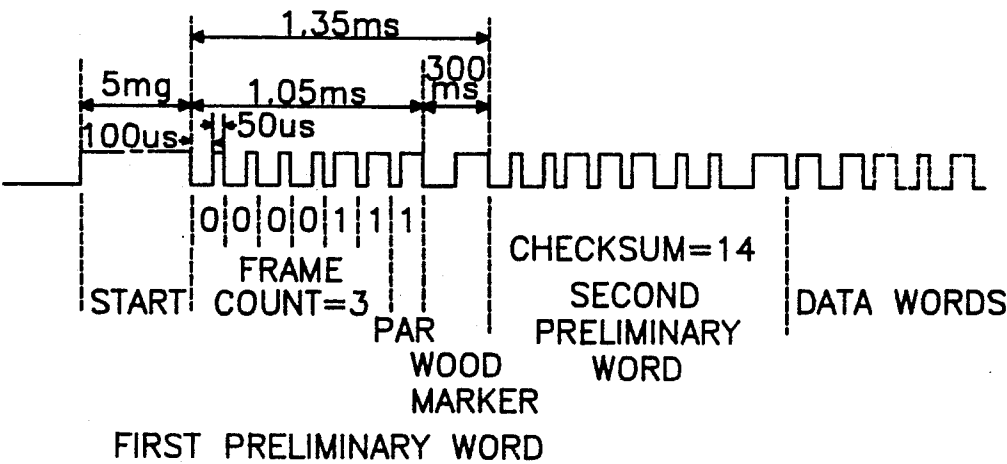 1.35ms
5mg
1.05ms
300
ms
100us
50us
0 0 0 0 1 1 1
START
FRAME
COUNT=3
PAR
WOOD
MARKER
CHECKSUM=14
SECOND
PRELIMINARY
WORD
DATA WORDS
FIRST PRELIMINARY WORD